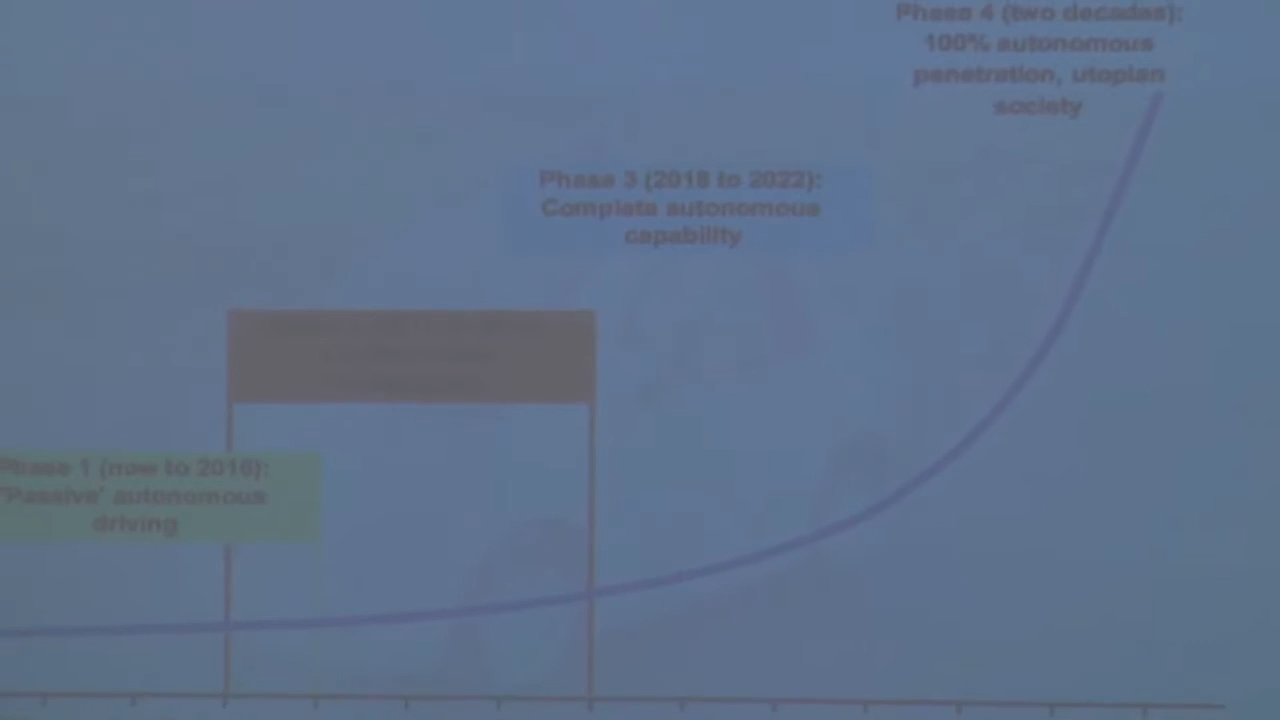 Phase 4 (two decades):
100% autonomous
penetration, utopian
society
Phase 3 (2018 to 2022):
Complete autonomous
capability
Phase 1 (now to 2016):
'Passive' autonomous
driving